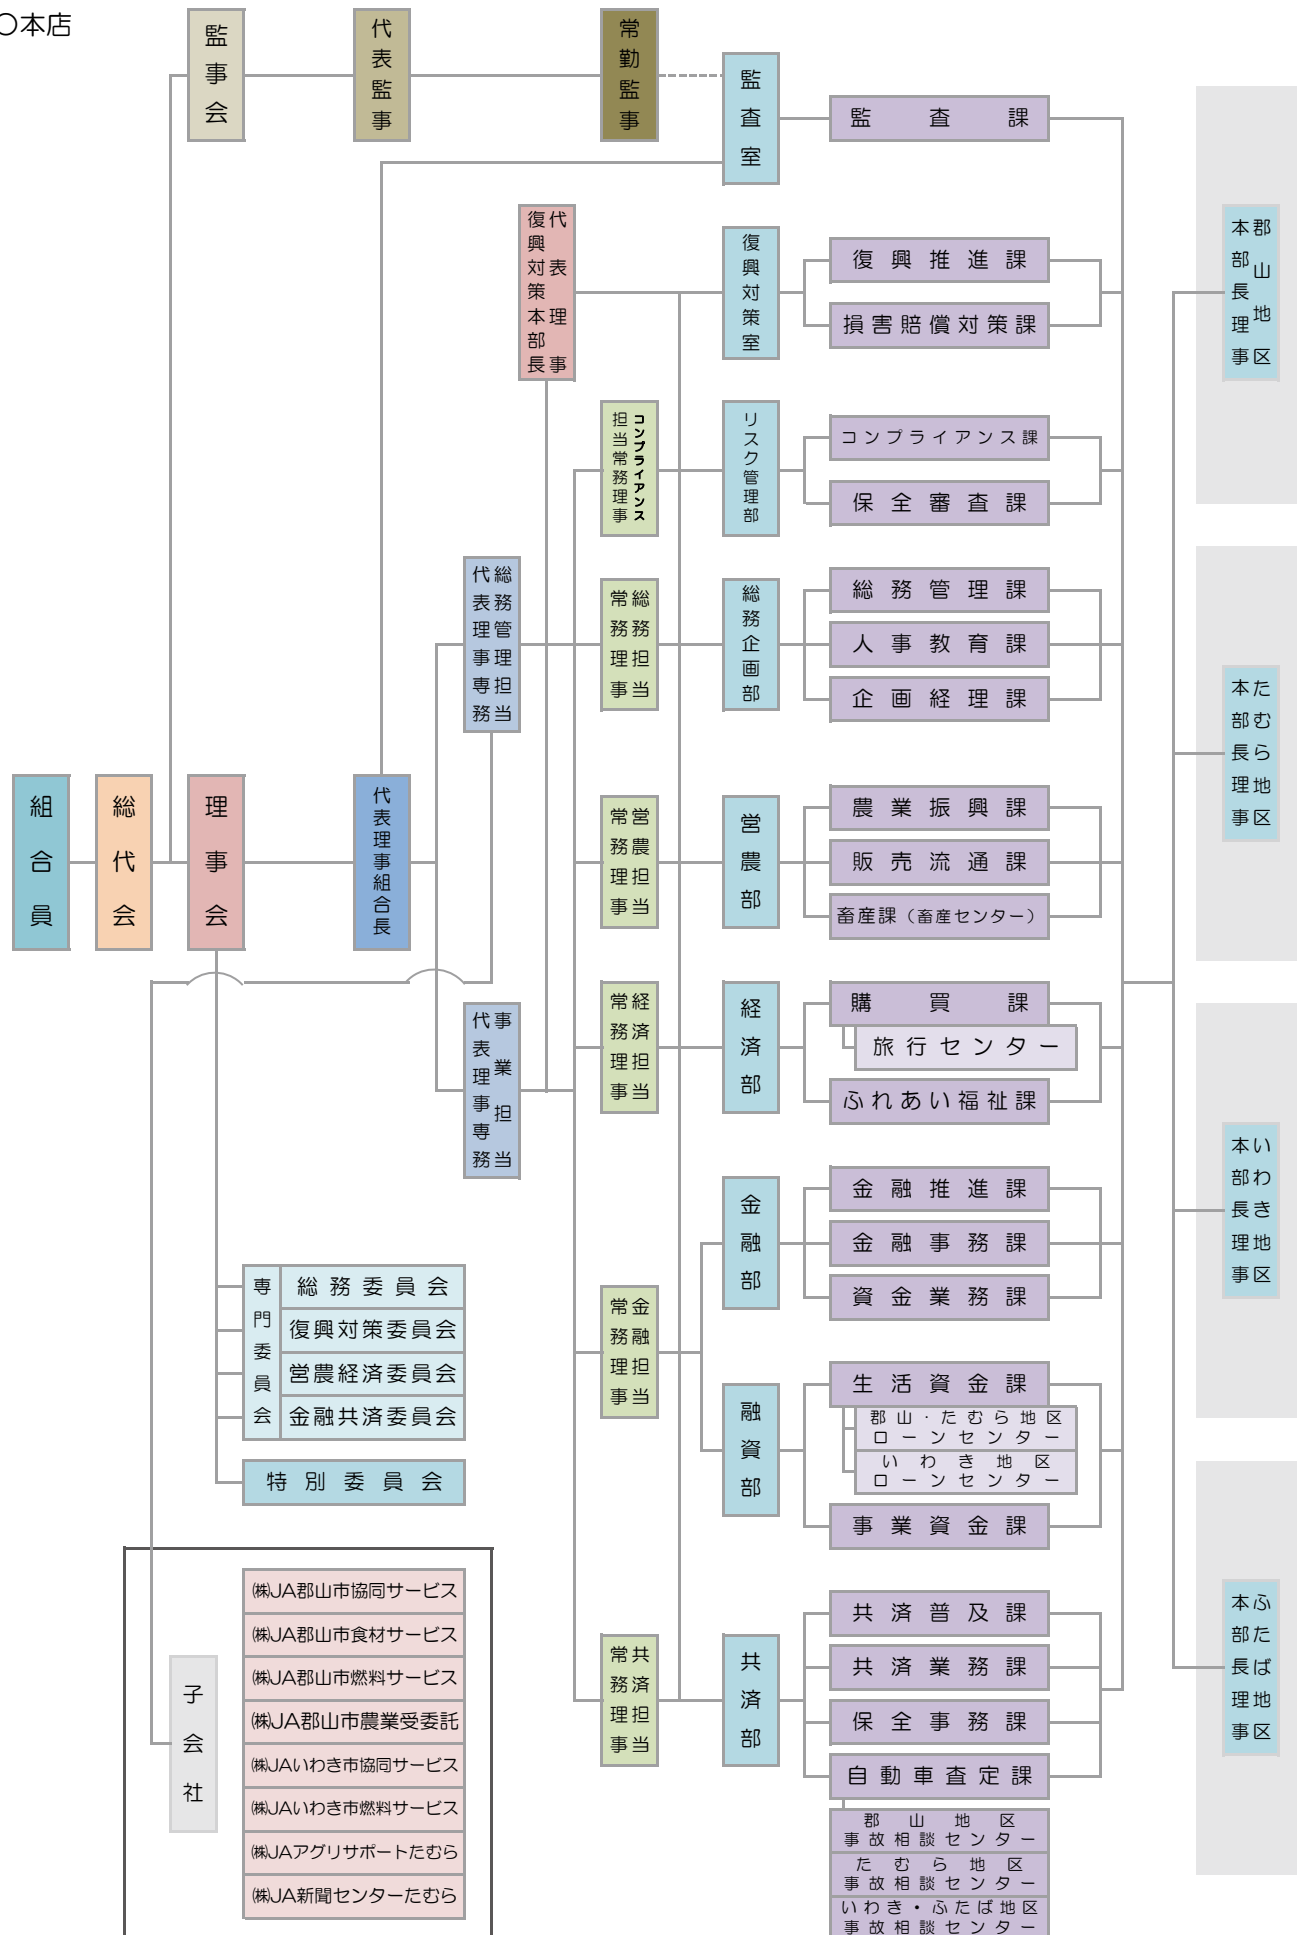 〇本店
監事会
代表監事
常勤監事
監査室
監査課
復興対策本部長
代表理事
復興対策室
復興推進課
損害賠償対策課
コンプライアンス
担当常務理事
リスク管理部
コンプライアンス課
保全審査課
総務管理担当
代表理事専務
総務担当
常務理事
総務企画部
総務管理課
人事教育課
企画経理課
組合員
総代会
理事会
代表理事組合長
営農担当
常務理事
営農部
農業振興課
販売流通課
畜産課（畜産センター）
事業担当
代表理事専務
経済担当
常務理事
経済部
購買課
旅行センター
ふれあい福祉課
金融担当
常務理事
金融部
金融推進課
金融事務課
資金業務課
融資部
生活資金課
郡山・たむら地区
ローンセンター
いわき地区
ローンセンター
事業資金課
共済担当
常務理事
共済部
共済普及課
共済業務課
保全事務課
自動車査定課
郡山地区
事故相談センター
たむら地区
事故相談センター
いわき・ふたば地区
事故相談センター
専門委員会
総務委員会
復興対策委員会
営農経済委員会
金融共済委員会
特別委員会
子会社
㈱JA郡山市協同サービス
㈱JA郡山市食材サービス
㈱JA郡山市燃料サービス
㈱JA郡山市農業受委託
㈱JAいわき市協同サービス
㈱JAいわき市燃料サービス
㈱JAアグリサポートたむら
㈱JA新聞センターたむら
郡山地区
本部長理事
たむら地区
本部長理事
いわき地区
本部長理事
ふたば地区
本部長理事